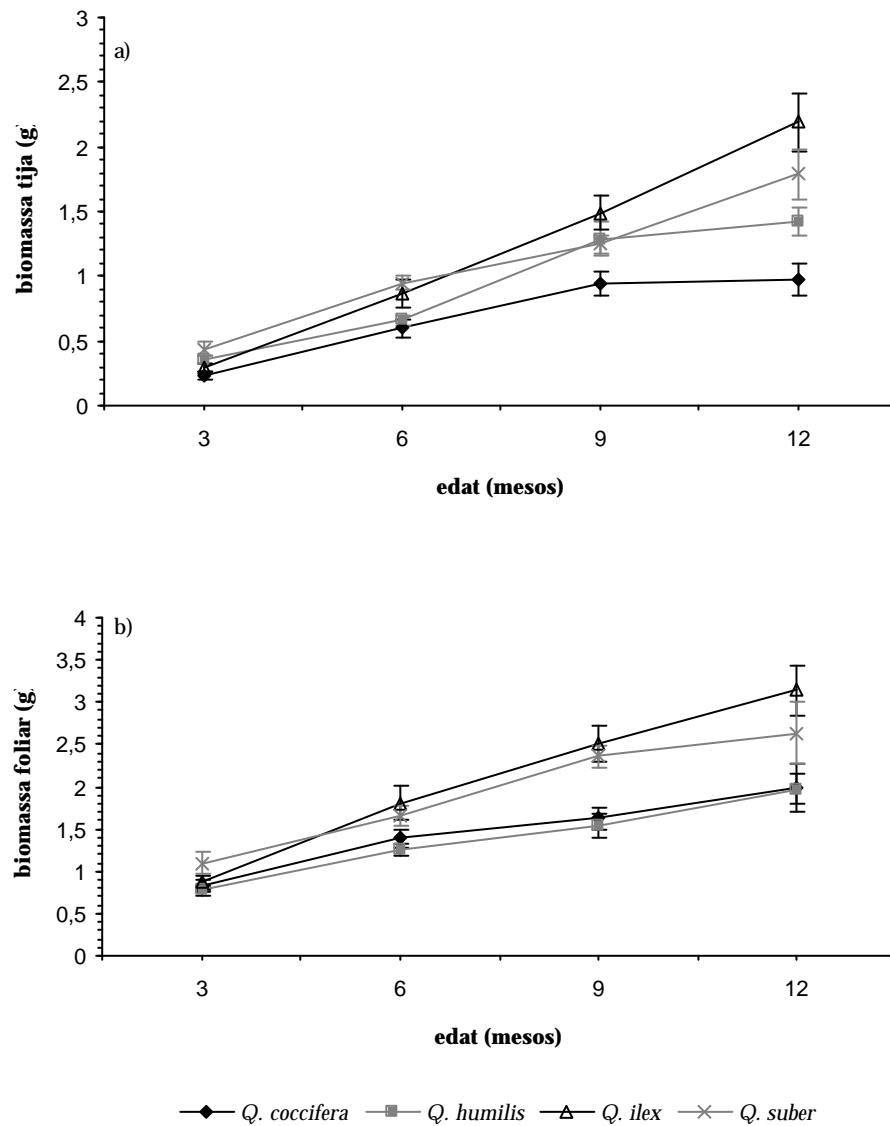 a)
3
2,5
2
1,5
1
0,5
0
biomassa tija (g
3 6 9 12
edat (mesos)
b)
4
3,5
3
2,5
2
1,5
1
0,5
0
biomassa foliar (g
3 6 9 12
edat (mesos)
Q. coccifera Q. humilis Q. ilex Q. suber